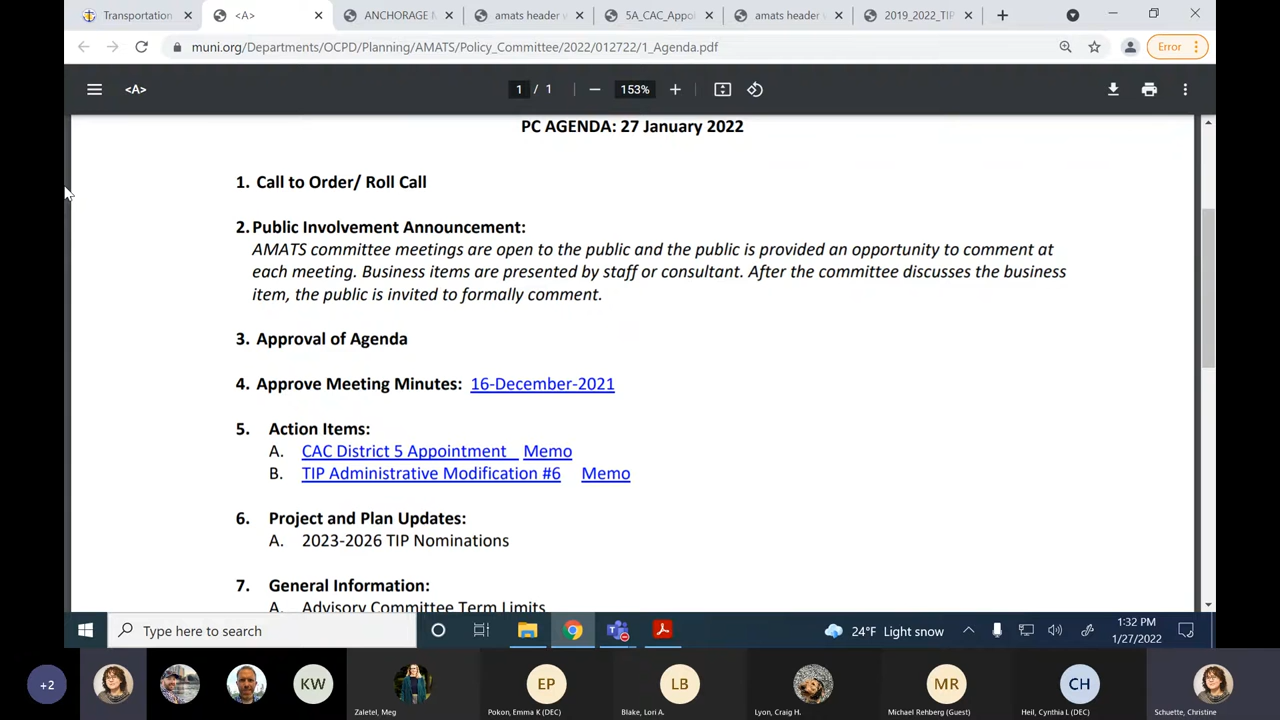 Transportation
<A>
ANCHORAGE M
amats header w
5A_CAC_Appoi
amats header w
2019_2022_TIP
muni.org/Departments/OCPD/Planning/AMATS/Policy_Committee/2022/012722/1_Agenda.pdf
Error
<A>
1 / 1
153%
PC AGENDA: 27 January 2022
1. Call to Order/ Roll Call
2. Public Involvement Announcement:
AMATS committee meetings are open to the public and the public is provided an opportunity to comment at
each meeting. Business items are presented by staff or consultant. After the committee discusses the business
item, the public is invited to formally comment.
3. Approval of Agenda
4. Approve Meeting Minutes: 16-December-2021
5. Action Items:
A. CAC District 5 Appointment Memo
B. TIP Administrative Modification #6 Memo
6. Project and Plan Updates:
A. 2023-2026 TIP Nominations
7. General Information:
A. Advisory Committee Term Limits
Type here to search
24°F Light snow
1:32 PM
1/27/2022
+2
KW
Zaletel, Meg
EP
Pokon, Emma K (DEC)
LB
Blake, Lori A.
Lyon, Craig H.
MR
Michael Rehberg (Guest)
CH
Heil, Cynthia L (DEC)
Schuette, Christine